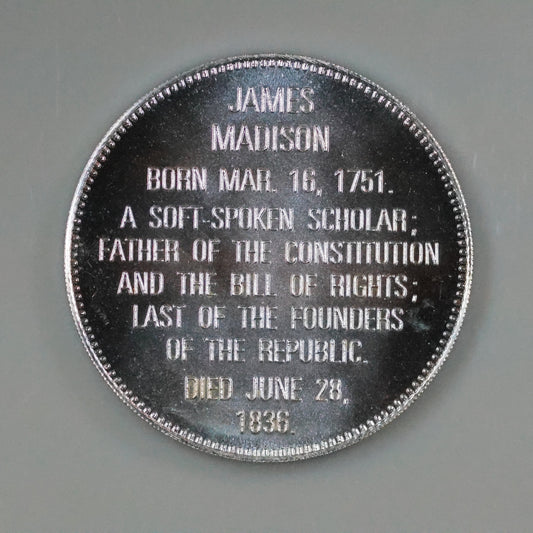 JAMES
MADISON
BORN MAR. 16, 1751.
A SOFT-SPOKEN SCHOLAR;
FATHER OF THE CONSTITUTION
AND THE BILL OF RIGHTS;
LAST OF THE FOUNDERS
OF THE REPUBLIC.
DIED JUNE 28,
1836.